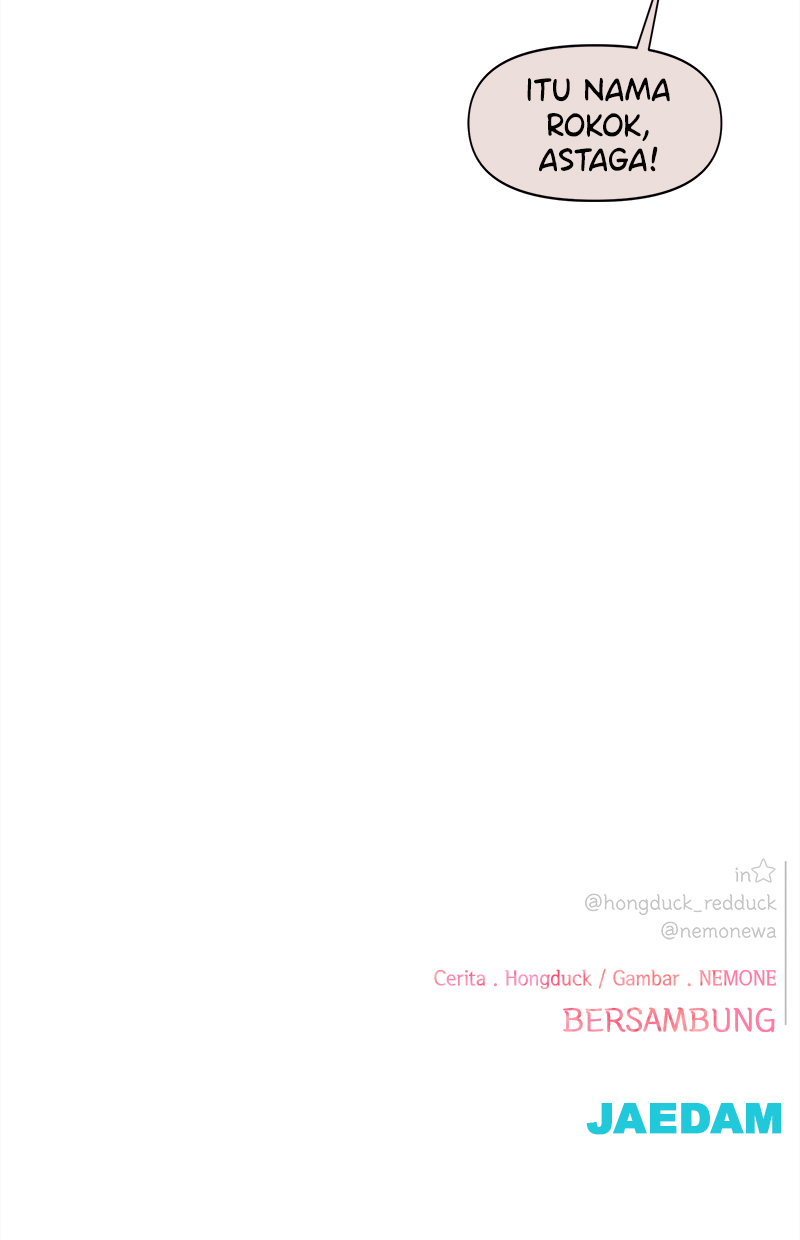 ITU NAMA
ROKOK,
ASTAGA!
in☆
@hongduck_redduck
@nemonewa
Cerita . Hongduck / Gambar . NEMONE
BERSAMBUNG
JAEDAM